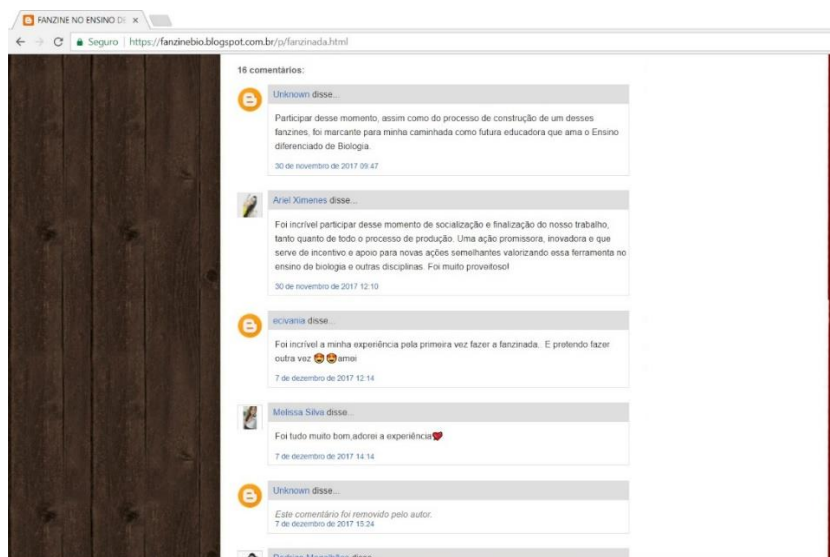 FANZINE NO ENSINO DE
Seguro | https://fanzinebio.blogspot.com.br/p/fanzinada.html
16 comentários:
Unknown disse...
Participar desse momento, assim como do processo de construção de um desses
fanzines, foi marcante para minha caminhada como futura educadora que ama o Ensino
diferenciado de Biologia.
30 de novembro de 2017 09:47
Ariel Ximenes disse...
Foi incrível participar desse momento de socialização e finalização do nosso trabalho,
tanto quanto de todo o processo de produção. Uma ação promissora, inovadora e que
serve de incentivo e apoio para novas ações semelhantes valorizando essa ferramenta no
ensino de biologia e outras disciplinas. Foi muito proveitoso!
30 de novembro de 2017 12:10
ecivania disse...
Foi incrível a minha experiência pela primeira vez fazer a fanzinada. E pretendo fazer
outra vez 😍😍amei
7 de dezembro de 2017 12:14
Melissa Silva disse...
Foi tudo muito bom,adorei a experiência💖
7 de dezembro de 2017 14:14
Unknown disse...
Este comentário foi removido pelo autor.
7 de dezembro de 2017 15:24